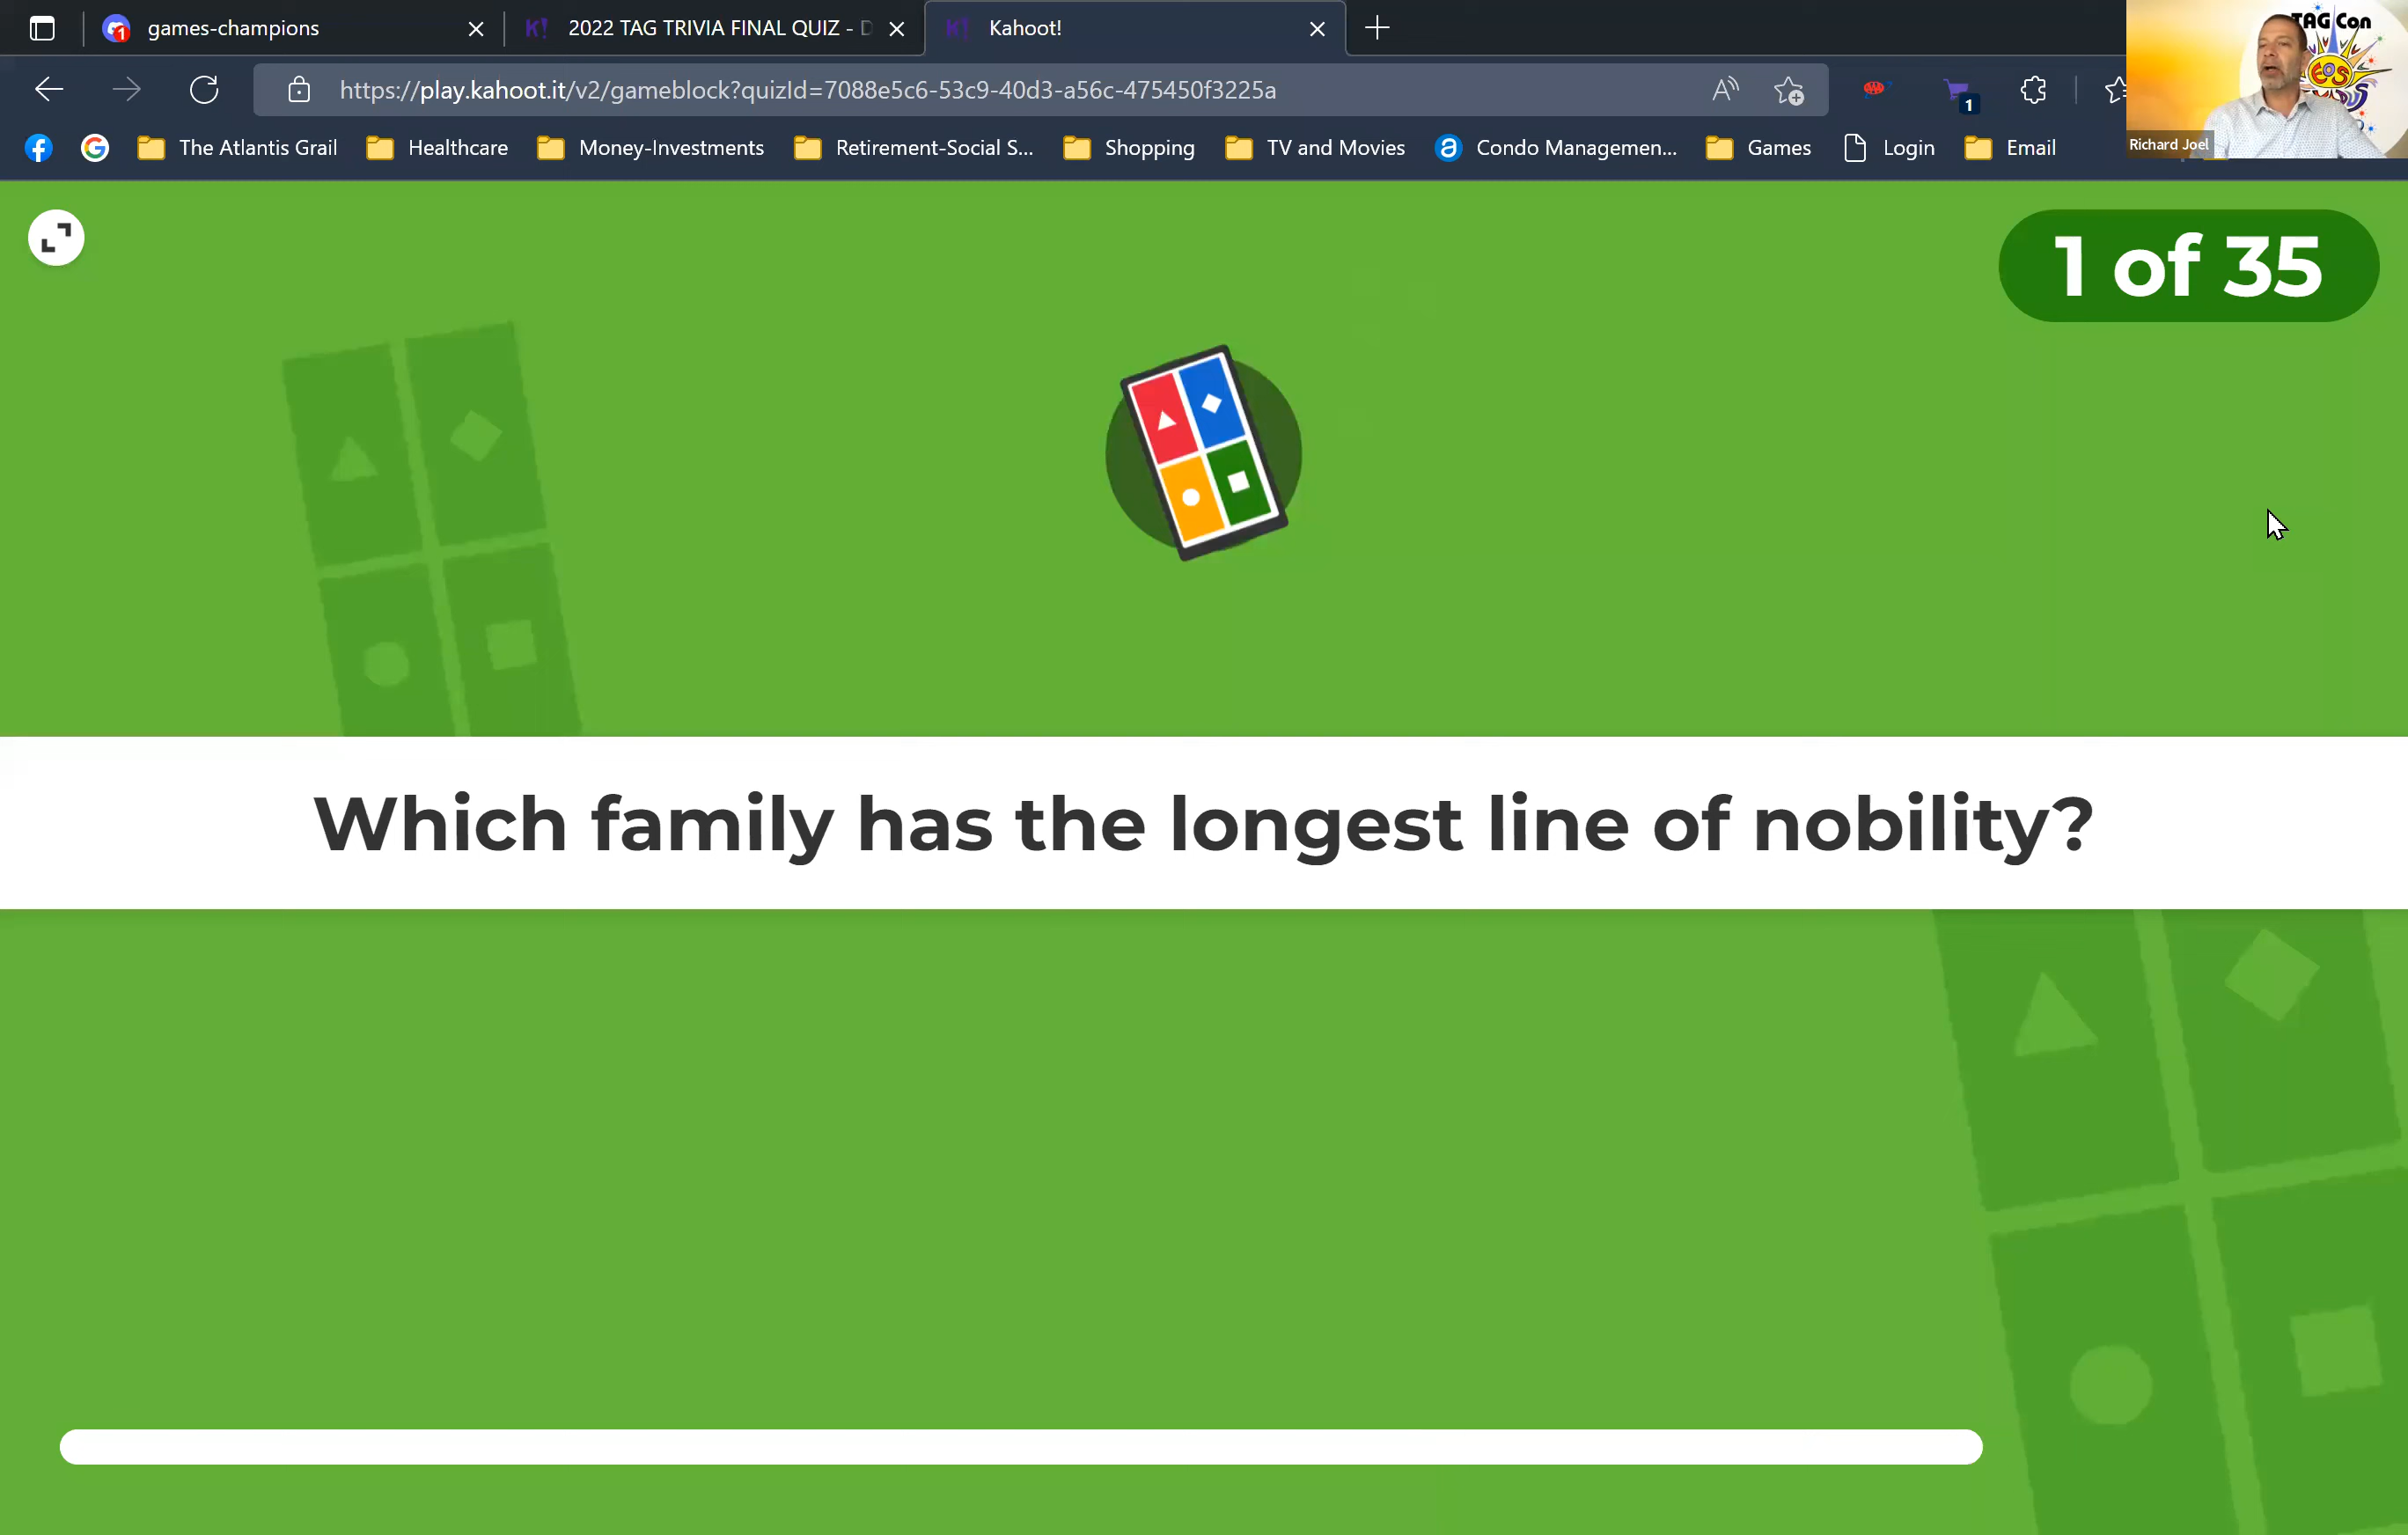 games-champions
2022 TAG TRIVIA FINAL QUIZ - D
Kahoot!
https://play.kahoot.it/v2/gameblock?quizId=7088e5c6-53c9-40d3-a56c-475450f3225a
1
The Atlantis Grail
Healthcare
Money-Investments
Retirement-Social S...
Shopping
TV and Movies
Condo Managemen...
Games
Login
Email
TAG Con
EOS
Richard Joel
1 of 35
Which family has the longest line of nobility?